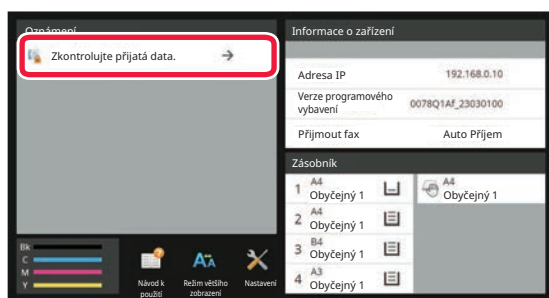 Oznámení
Zkontrolujte přijatá data.
Informace o zařízení
Adresa IP 192.168.0.10
Verze programového
vybavení 0078Q1Af_23030100
Přijmout fax Auto Příjem
Zásobník
1 A4
Obyčejný 1
A4
Obyčejný 1
2 A4
Obyčejný 1
3 B4
Obyčejný 1
4 A3
Obyčejný 1
Bk
C
M
Y
Návod k
použití
Režim většího
zobrazení
Nastavení